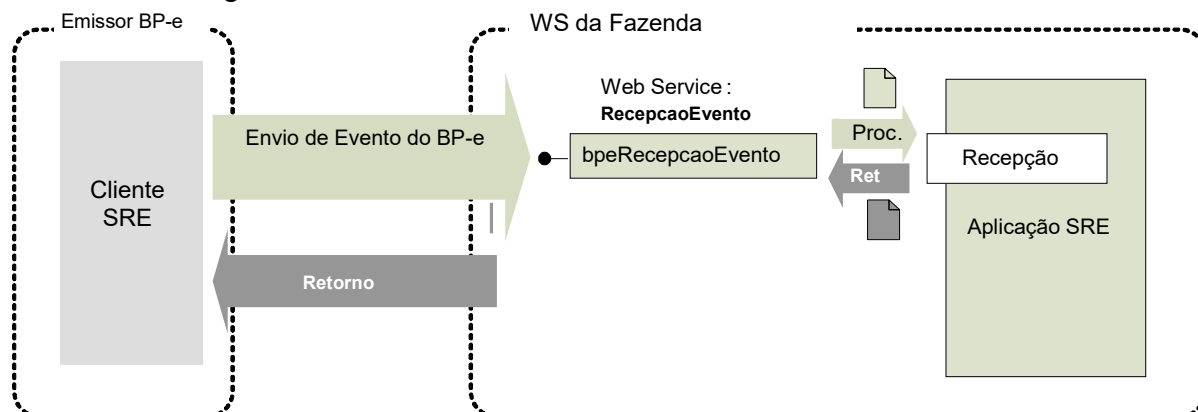 Emissor BP-e
WS da Fazenda
Web Service :
RecepcaoEvento
Envio de Evento do BP-e
bpeRecepcaoEvento
Proc.
Ret
Recepção
Cliente
SRE
Aplicação SRE
Retorno